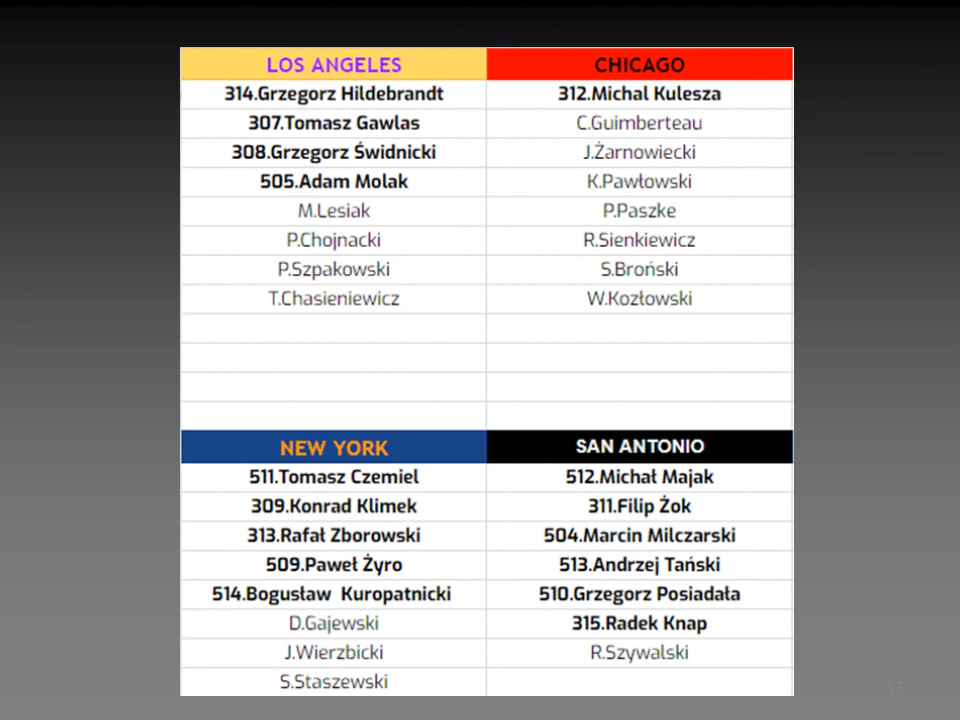 LOS ANGELES
314.Grzegorz Hildebrandt
307.Tomasz Gawlas
308.Grzegorz Świdnicki
505.Adam Molak
M.Lesiak
P.Chojnacki
P.Szpakowski
T.Chasieniewicz
CHICAGO
312.Michal Kulesza
C.Guimberteau
J.Żarnowiecki
K.Pawłowski
P.Paszke
R.Sienkiewicz
S.Broński
W.Kozłowski
NEW YORK
511.Tomasz Czemiel
309.Konrad Klimek
313.Rafał Zborowski
509.Paweł Żyro
514.Bogusław Kuropatnicki
D.Gajewski
J.Wierzbicki
S.Staszewski
SAN ANTONIO
512.Michał Majak
311.Filip Żok
504.Marcin Milczarski
513.Andrzej Tański
510.Grzegorz Posiadała
315.Radek Knap
R.Szywalski
17